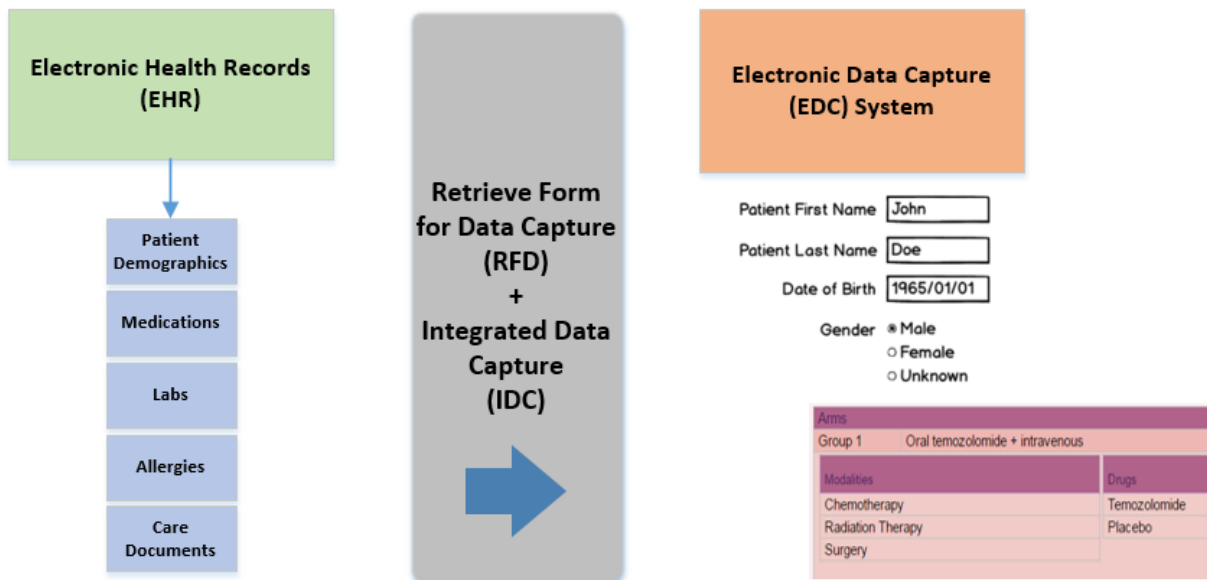 Electronic Health Records
(EHR)
Patient
Demographics
Medications
Labs
Allergies
Care
Documents
Retrieve Form
for Data Capture
(RFD)
+
Integrated Data
Capture
(IDC)
Electronic Data Capture
(EDC) System
Patient First Name John
Patient Last Name Doe
Date of Birth 1965/01/01
Gender Male
Female
Unknown
Arms
Group 1 Oral temozolomide + intravenous
Modalities Drugs
Chemotherapy Temozolomide
Radiation Therapy Placebo
Surgery